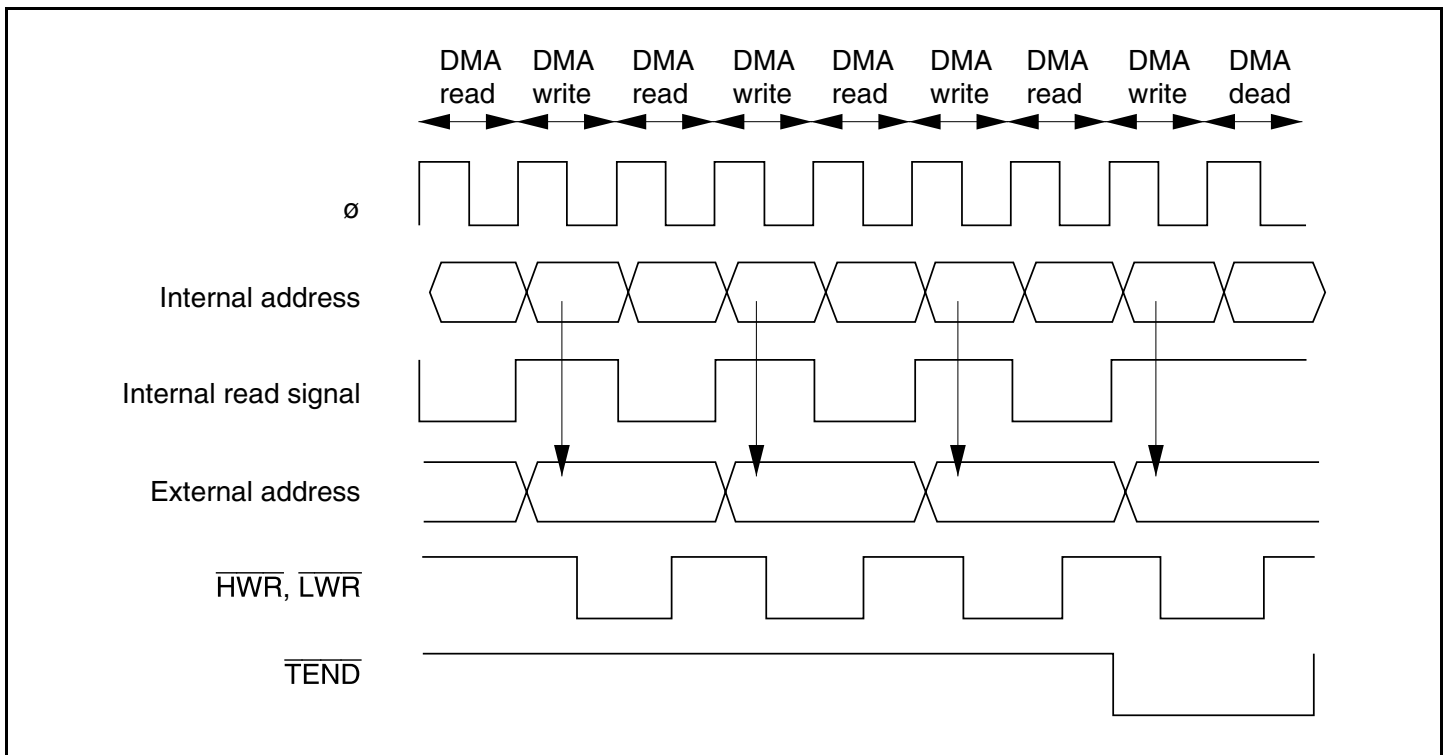 DMA DMA DMA DMA DMA DMA DMA DMA DMA
read write read write read write read write dead
ø
Internal address
Internal read signal
External address
HWR, LWR
TEND